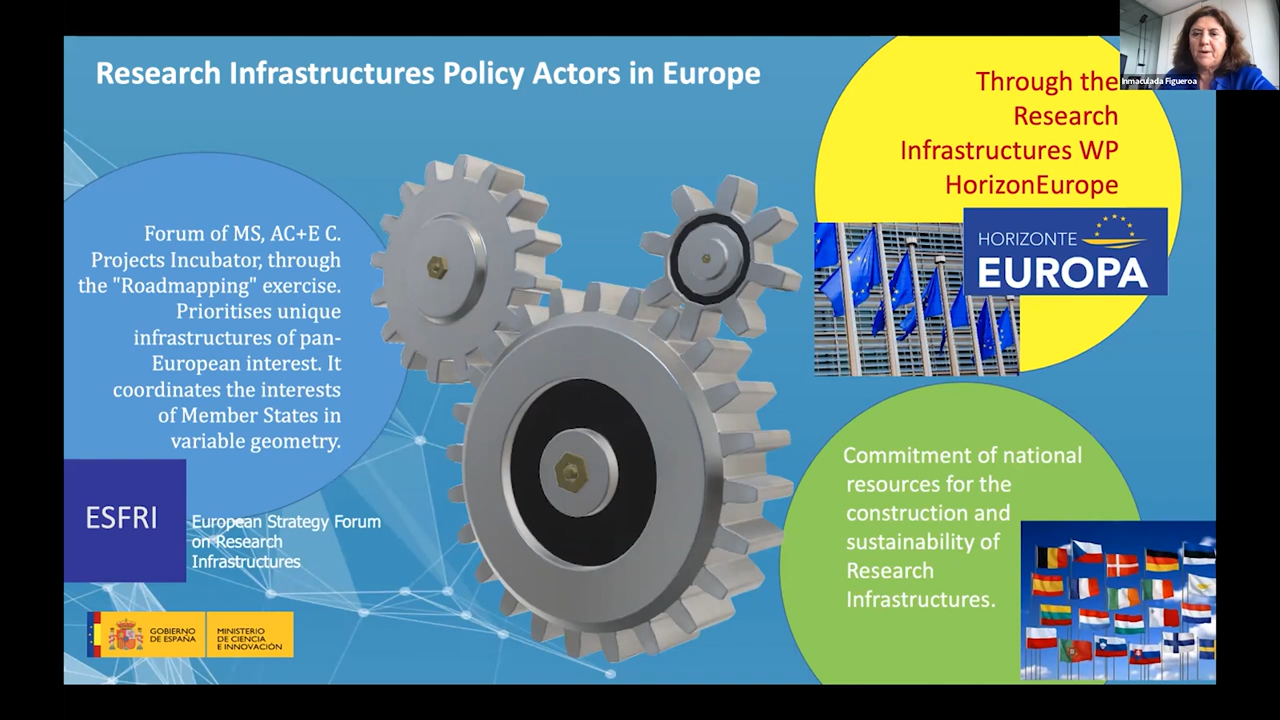 Research Infrastructures Policy Actors in Europe
Inmaculada Figueroa
Through the
Research
Infrastructures WP
HorizonEurope
HORIZONTE
EUROPA
Forum of MS, AC+E C.
Projects Incubator, through
the "Roadmapping" exercise.
Prioritises unique
infrastructures of pan-
European interest. It
coordinates the interests
of Member States in
variable geometry.
ESFRI
European Strategy Forum
on Research
Infrastructures
Commitment of national
resources for the
construction and
sustainability of
Research
Infrastructures.
GOBIERNO
DE ESPAÑA
MINISTERIO
DE CIENCIA
E INNOVACIÓN